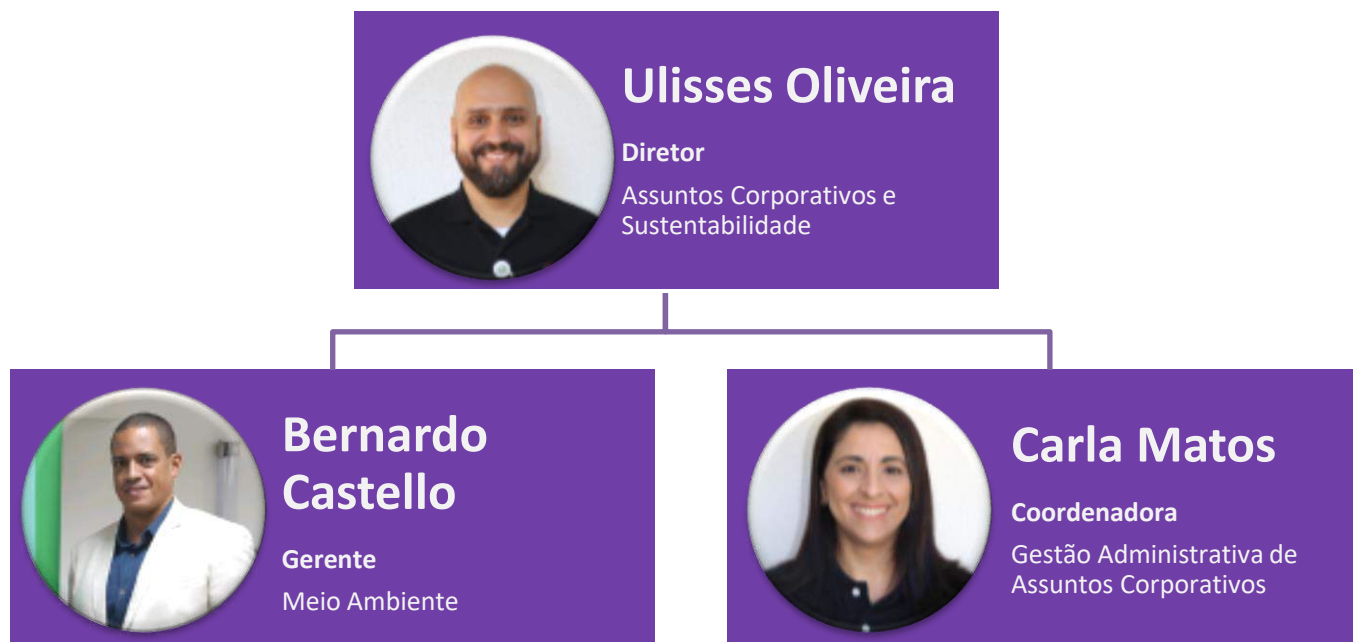 Ulisses Oliveira
Diretor
Assuntos Corporativos e
Sustentabilidade
Bernardo
Castello
Gerente
Meio Ambiente
Carla Matos
Coordenadora
Gestão Administrativa de
Assuntos Corporativos